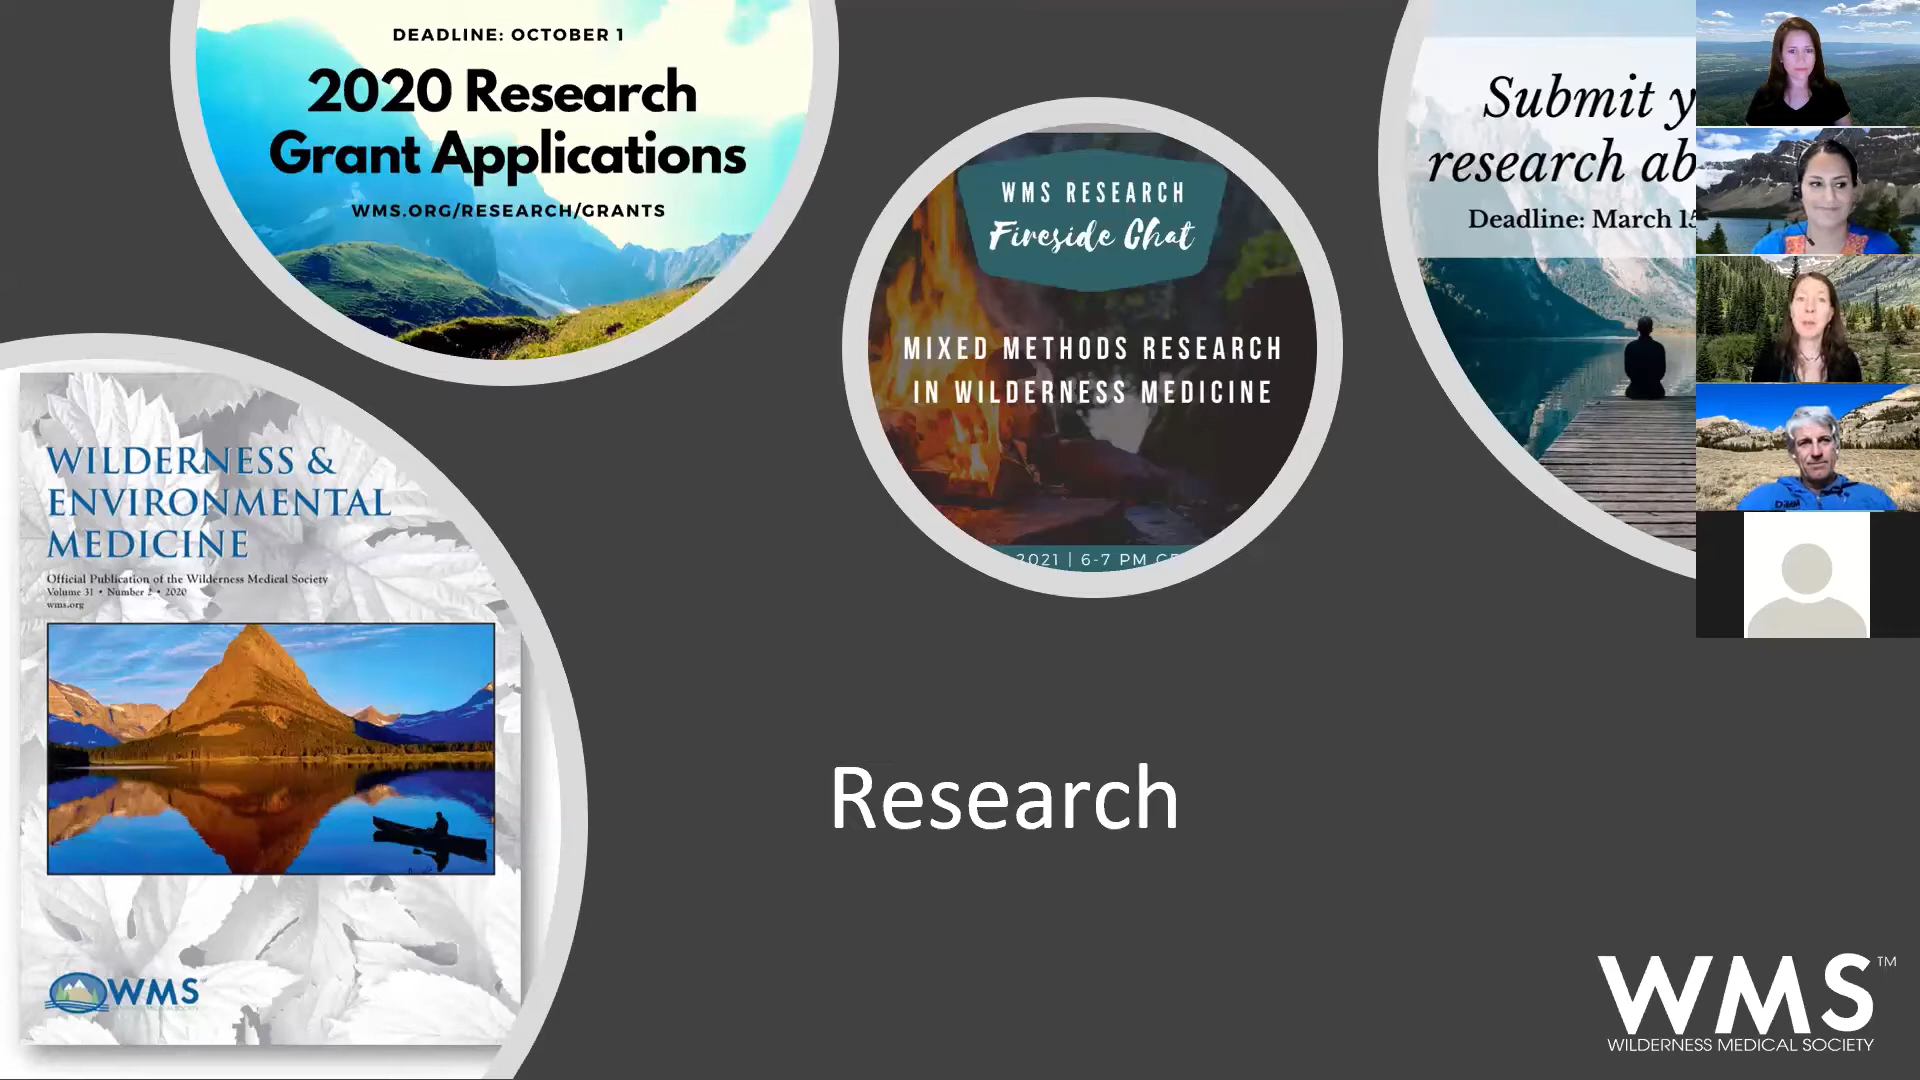 DEADLINE: OCTOBER 1
2020 Research
Grant Applications
WMS.ORG/RESEARCH/GRANTS
WMS RESEARCH
Fireside Chat
MIXED METHODS RESEARCH
IN WILDERNESS MEDICINE
2021 | 6-7 PM
Submit
research
Deadline: March 15
WILDERNESS &
ENVIRONMENTAL
MEDICINE
Official Publication of the Wilderness Medical Society
Volume 31 • Number 2 • 2020
wms.org
WMS
Research
WMS™
WILDERNESS MEDICAL SOCIETY